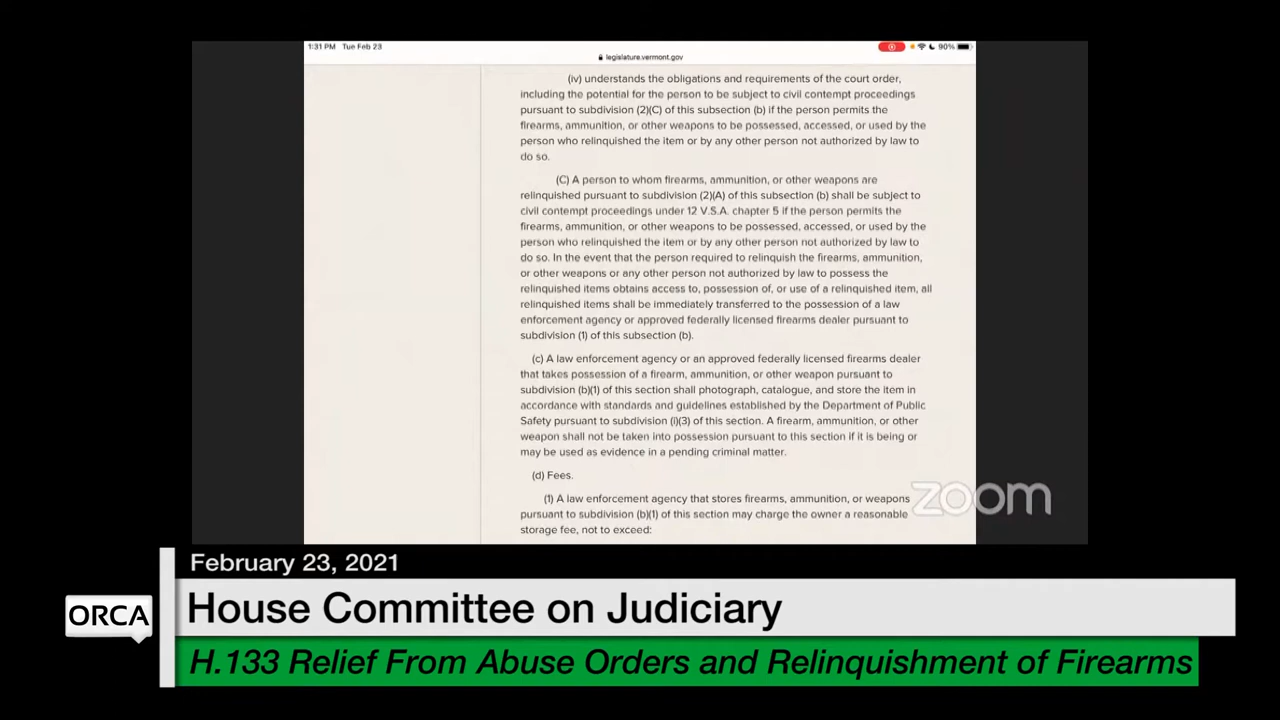 1:31 PM Tue Feb 23
90%
legislature.vermont.gov
(iv) understands the obligations and requirements of the court order,
including the potential for the person to be subject to civil contempt proceedings
pursuant to subdivision (2)(C) of this subsection (b) if the person permits the
firearms, ammunition, or other weapons to be possessed, accessed, or used by the
person who relinquished the item or by any other person not authorized by law to
do so.
(C) A person to whom firearms, ammunition, or other weapons are
relinquished pursuant to subdivision (2)(A) of this subsection (b) shall be subject to
civil contempt proceedings under 12 V.S.A. chapter 5 if the person permits the
firearms, ammunition, or other weapons to be possessed, accessed, or used by the
person who relinquished the item or by any other person not authorized by law to
do so. In the event that the person required to relinquish the firearms, ammunition,
or other weapons or any other person not authorized by law to possess the
relinquished items obtains access to, possession of, or use of a relinquished item, all
relinquished items shall be immediately transferred to the possession of a law
enforcement agency or approved federally licensed firearms dealer pursuant to
subdivision (1) of this subsection (b).
(c) A law enforcement agency or an approved federally licensed firearms dealer
that takes possession of a firearm, ammunition, or other weapon pursuant to
subdivision (b)(1) of this section shall photograph, catalogue, and store the item in
accordance with standards and guidelines established by the Department of Public
Safety pursuant to subdivision (i)(3) of this section. A firearm, ammunition, or other
weapon shall not be taken into possession pursuant to this section if it is being or
may be used as evidence in a pending criminal matter.
(d) Fees.
(1) A law enforcement agency that stores firearms, ammunition, or weapons
pursuant to subdivision (b)(1) of this section may charge the owner a reasonable
storage fee, not to exceed:
zoom
February 23, 2021
ORCA
House Committee on Judiciary
H.133 Relief From Abuse Orders and Relinquishment of Firearms